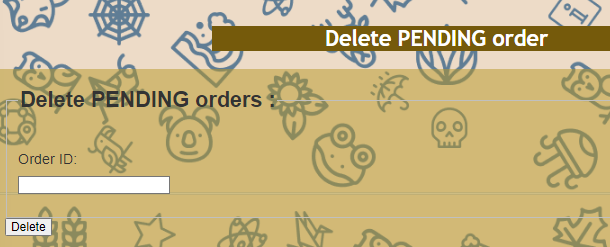 Delete PENDING order
Delete PENDING orders :
Order ID:
Delete